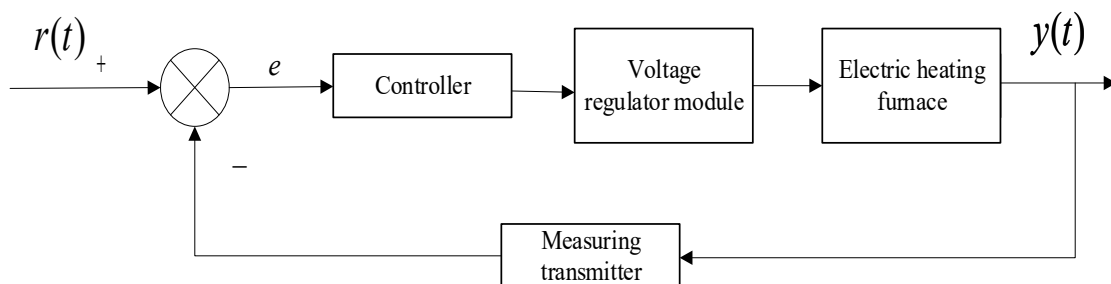 r(t)
+
e
Controller
Voltage
regulator module
Electric heating
furnace
y(t)
−
Measuring
transmitter